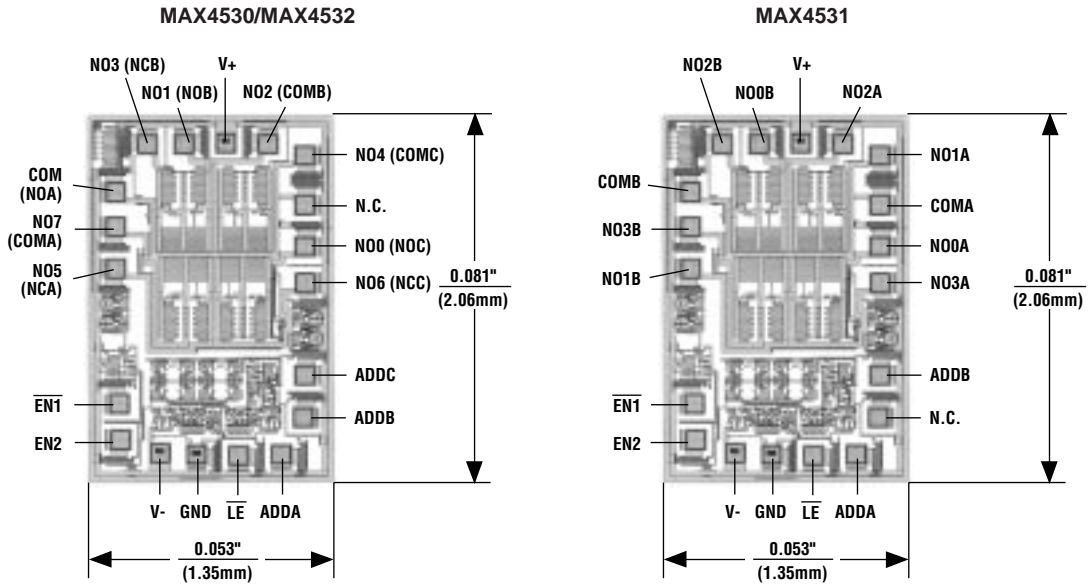 MAX4530/MAX4532
NO3 (NCB)
V+
NO1 (NOB)
NO2 (COMB)
NO4 (COMC)
COM
(NOA)
N.C.
NO7
(COMA)
NO0 (NOC)
NO5
(NCA)
NO6 (NCC)
0.081"
(2.06mm)
ADDC
EN1
ADDB
EN2
V- GND LE ADDA
0.053"
(1.35mm)
MAX4531
NO2B
V+
NO0B
NO2A
NO1A
COMB
COMA
NO3B
NO0A
NO1B
NO3A
0.081"
(2.06mm)
ADDB
EN1
N.C.
EN2
V- GND LE ADDA
0.053"
(1.35mm)